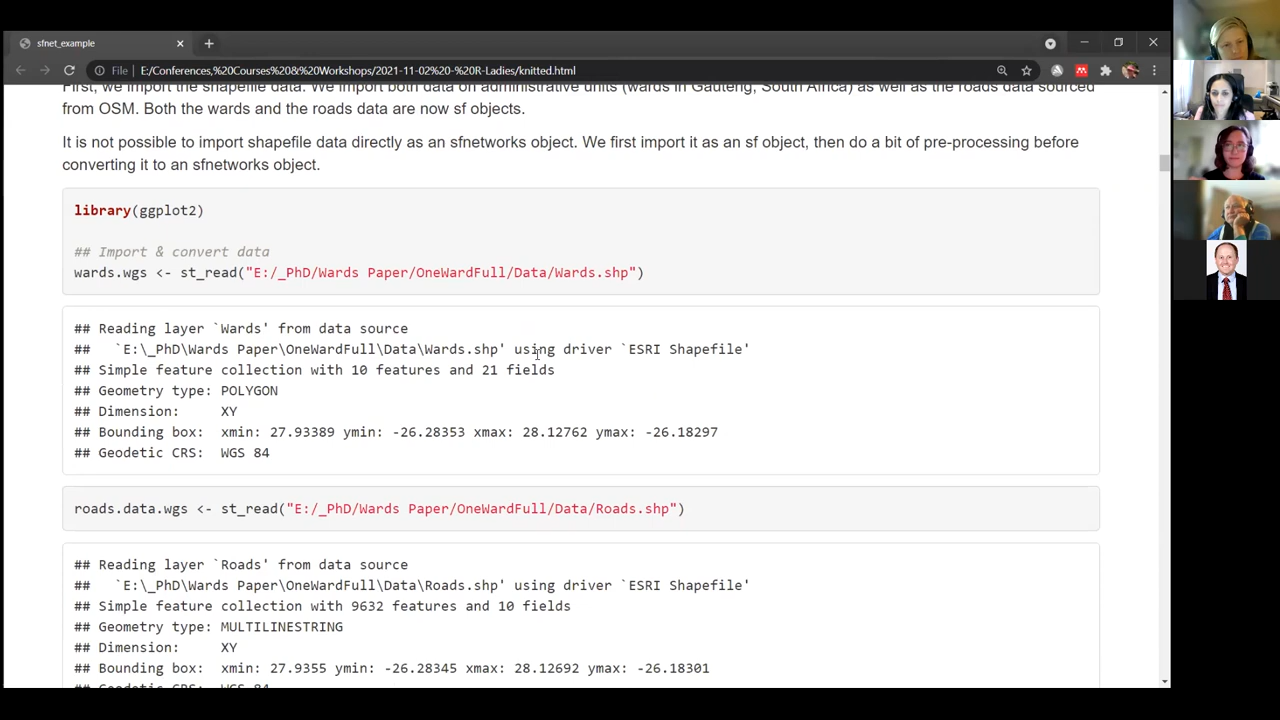 sfnet_example
File
E:/Conferences,%20Courses%20&%20Workshops/2021-11-02%20-%20R-Ladies/knitted.html
First, we import the shapefile data. We import both data on administrative units (wards in Gauteng, South Africa) as well as the roads data sourced
from OSM. Both the wards and the roads data are now sf objects.
It is not possible to import shapefile data directly as an sfnetworks object. We first import it as an sf object, then do a bit of pre-processing before
converting it to an sfnetworks object.
library(ggplot2)
## Import & convert data
wards.wgs <- st_read("E:/_PhD/Wards Paper/OneWardFull/Data/Wards.shp")
## Reading layer `Wards' from data source
##   `E:\_PhD\Wards Paper\OneWardFull\Data\Wards.shp' using driver `ESRI Shapefile'
## Simple feature collection with 10 features and 21 fields
## Geometry type: POLYGON
## Dimension:     XY
## Bounding box:  xmin: 27.93389 ymin: -26.28353 xmax: 28.12762 ymax: -26.18297
## Geodetic CRS:  WGS 84
roads.data.wgs <- st_read("E:/_PhD/Wards Paper/OneWardFull/Data/Roads.shp")
## Reading layer `Roads' from data source
##   `E:\_PhD\Wards Paper\OneWardFull\Data\Roads.shp' using driver `ESRI Shapefile'
## Simple feature collection with 9632 features and 10 fields
## Geometry type: MULTILINESTRING
## Dimension:     XY
## Bounding box:  xmin: 27.9355 ymin: -26.28345 xmax: 28.12692 ymax: -26.18301
## Geodetic CRS:  WGS 84